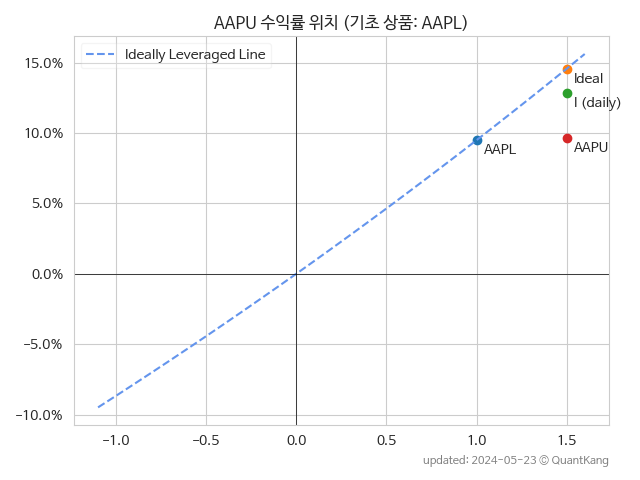 AAPU 수익률 위치 (기초 상품: AAPL)
Ideally Leveraged Line
15.0%
10.0%
5.0%
0.0%
−5.0%
−10.0%
Ideal
I (daily)
AAPL
AAPU
−1.0 −0.5 0.0 0.5 1.0 1.5
updated: 2024-05-23 © QuantKang